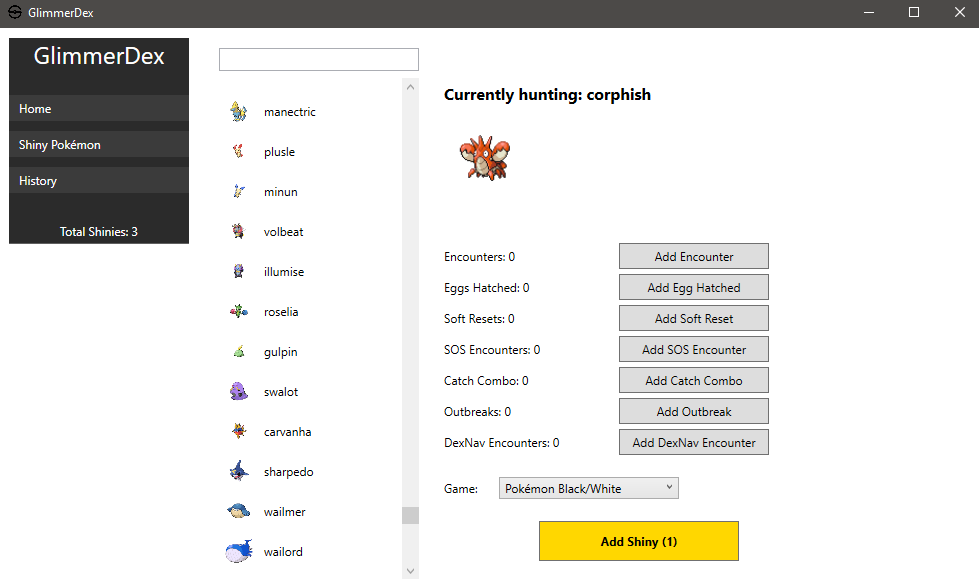 GlimmerDex
GlimmerDex
Home
Shiny Pokémon
History
Total Shinies: 3
manectric
plusle
minun
volbeat
illumise
roselia
gulpin
swalot
carvanha
sharpedo
wailmer
wailord
Currently hunting: corphish
Encounters: 0 Add Encounter
Eggs Hatched: 0 Add Egg Hatched
Soft Resets: 0 Add Soft Reset
SOS Encounters: 0 Add SOS Encounter
Catch Combo: 0 Add Catch Combo
Outbreaks: 0 Add Outbreak
DexNav Encounters: 0 Add DexNav Encounter
Game: Pokémon Black/White
Add Shiny (1)